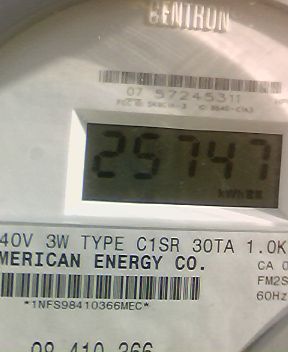 CENTRON
07 57245311
25747
kWh
40V 3W TYPE C1SR 30TA 1.0K
MERICAN ENERGY CO.
CA 0
FM2S
60Hz
*1NFS98410366MEC*
98 410 366